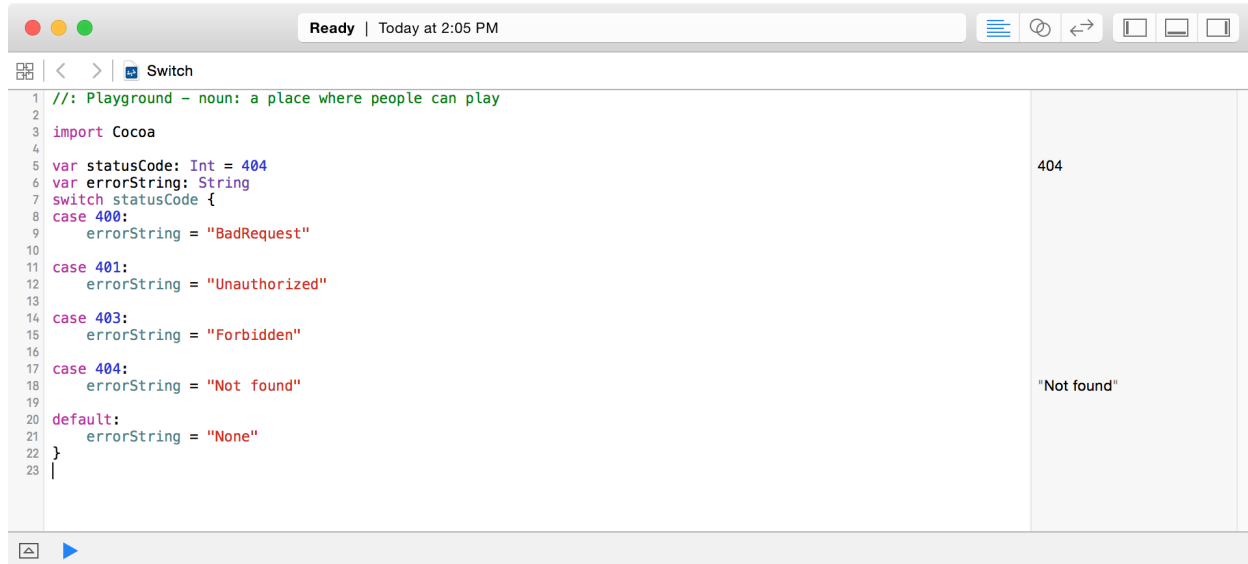 Ready | Today at 2:05 PM
Switch
1 //: Playground – noun: a place where people can play
2
3 import Cocoa
4
5 var statusCode: Int = 404 404
6 var errorString: String
7 switch statusCode {
8 case 400:
9     errorString = "BadRequest"
10
11 case 401:
12     errorString = "Unauthorized"
13
14 case 403:
15     errorString = "Forbidden"
16
17 case 404:
18     errorString = "Not found" "Not found"
19
20 default:
21     errorString = "None"
22 }
23